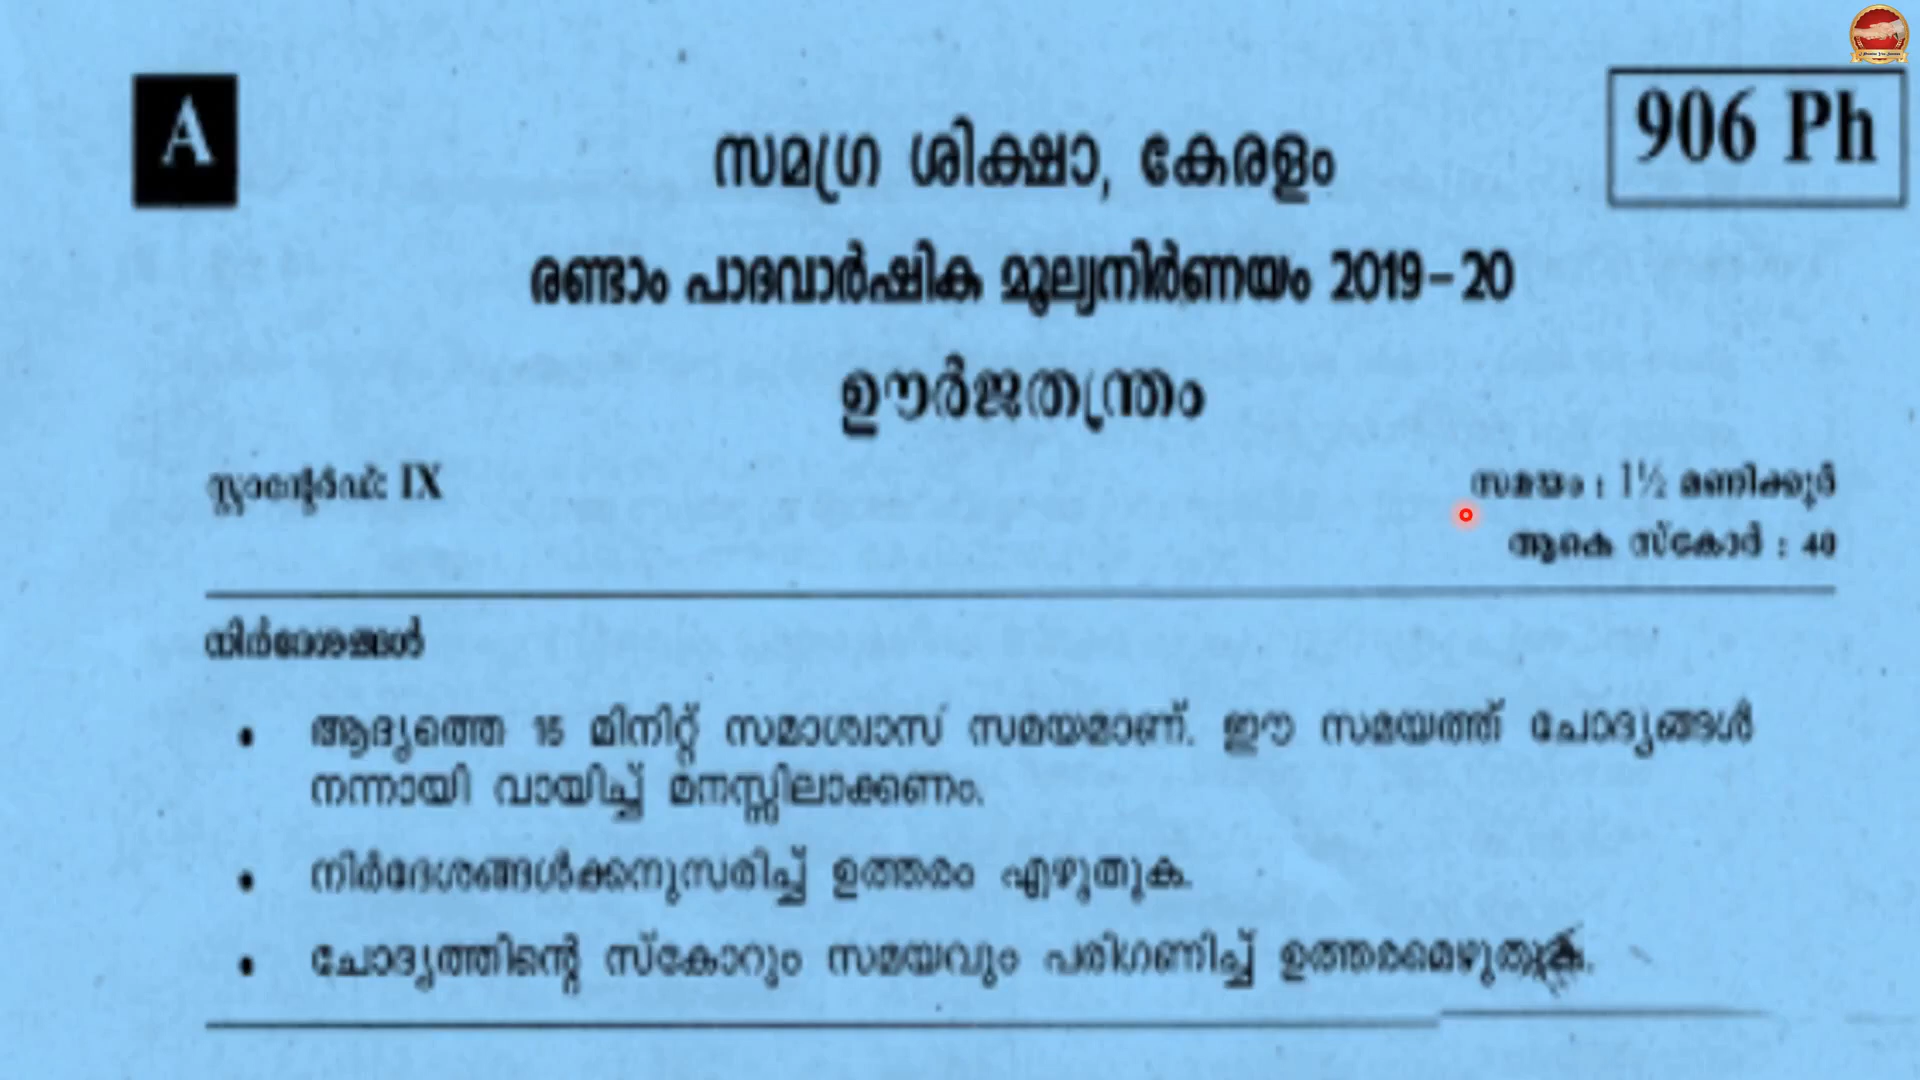 A
906 Ph
സമഗ്ര ശിക്ഷാ, കേരളം
രണ്ടാം പാദവാർഷിക മൂല്യനിർണയം 2019-20
ഊർജതന്ത്രം
സ്റ്റാന്റേർഡ്: IX
സമയം : 1½ മണിക്കൂർ
ആകെ സ്കോർ : 40
നിർദേശങ്ങൾ
• ആദ്യത്തെ 15 മിനിറ്റ് സമാശ്വാസ സമയമാണ്. ഈ സമയത്ത് ചോദ്യങ്ങൾ
നന്നായി വായിച്ച് മനസ്സിലാക്കണം.
• നിർദേശങ്ങൾക്കനുസരിച്ച് ഉത്തരം എഴുതുക.
• ചോദ്യത്തിന്റെ സ്കോറും സമയവും പരിഗണിച്ച് ഉത്തരമെഴുതുക.